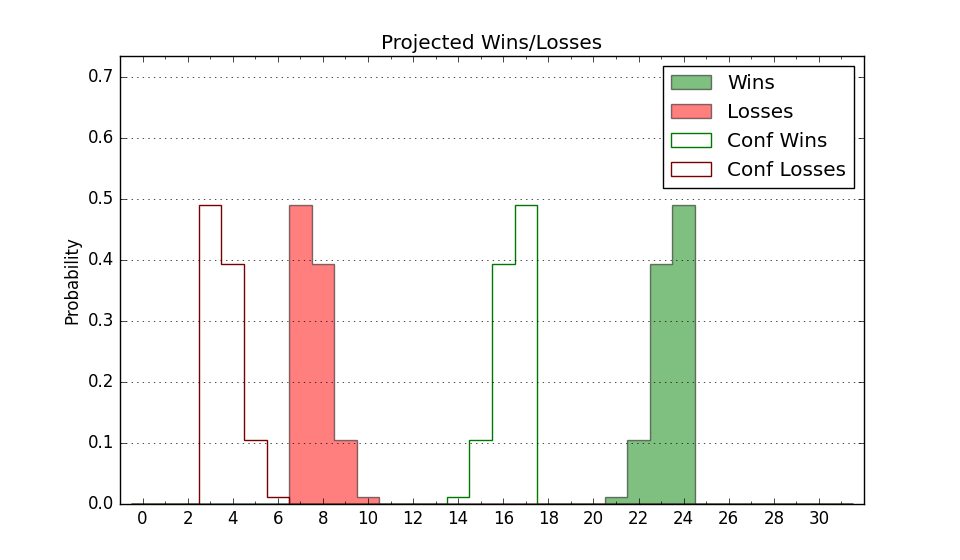 Projected Wins/Losses
0.7
0.6
0.5
0.4
0.3
0.2
0.1
0.0
Probability
Wins
Losses
Conf Wins
Conf Losses
0 2 4 6 8 10 12 14 16 18 20 22 24 26 28 30